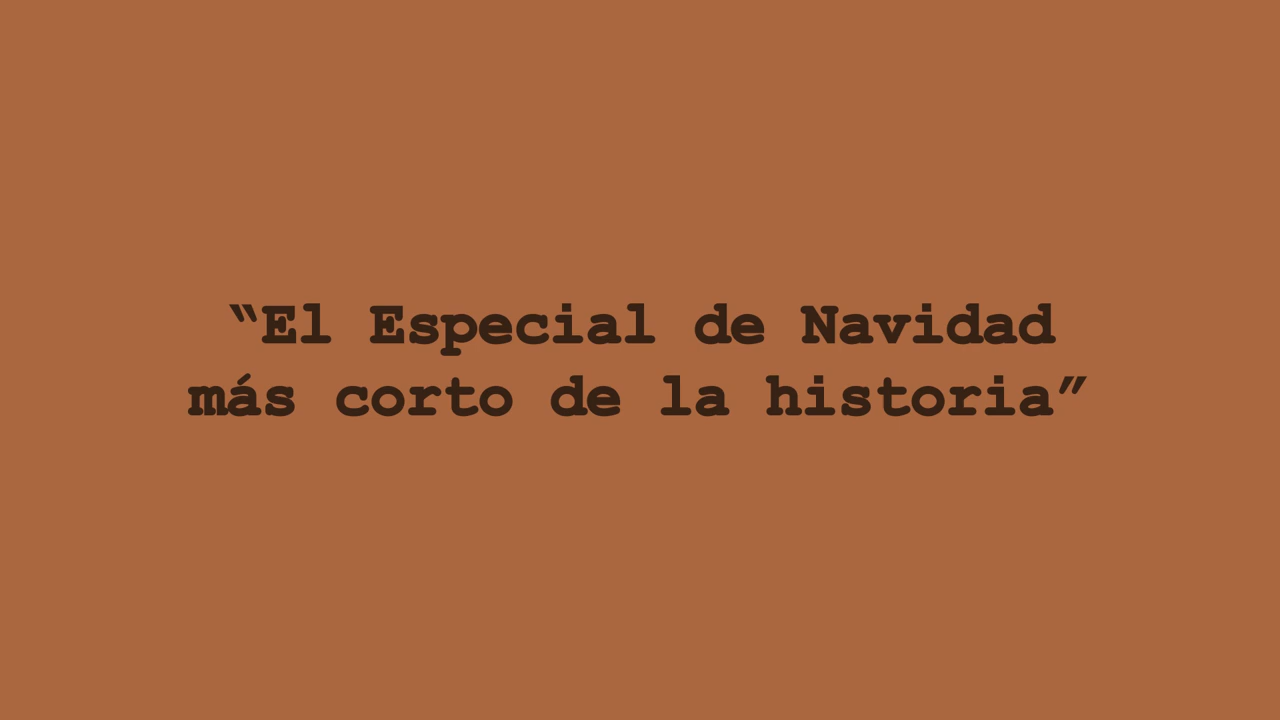 “El Especial de Navidad
más corto de la historia”